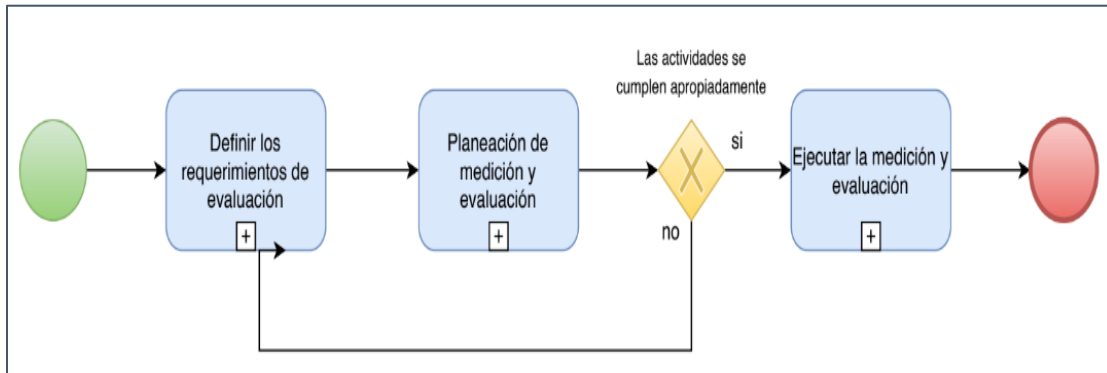 Las actividades se
cumplen apropiadamente
Definir los
requerimientos de
evaluación
+
Planeación de
medición y
evaluación
+
si
no
Ejecutar la medición y
evaluación
+